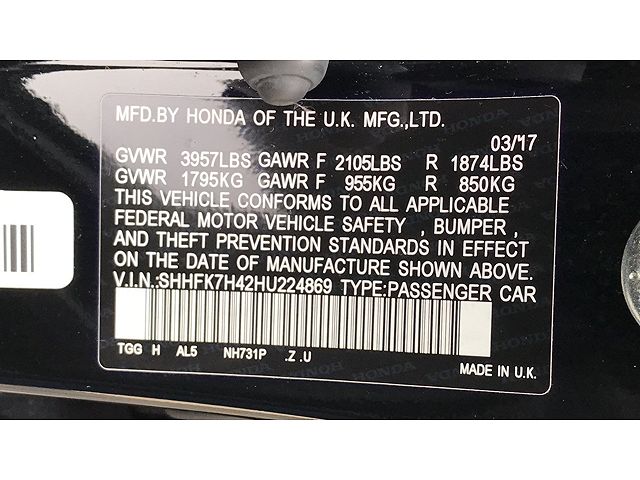 MFD.BY HONDA OF THE U.K. MFG.,LTD.
03/17
GVWR 3957LBS GAWR F 2105LBS R 1874LBS
GVWR 1795KG GAWR F 955KG R 850KG
THIS VEHICLE CONFORMS TO ALL APPLICABLE
FEDERAL MOTOR VEHICLE SAFETY , BUMPER ,
AND THEFT PREVENTION STANDARDS IN EFFECT
ON THE DATE OF MANUFACTURE SHOWN ABOVE.
V.I.N.:SHHFK7H42HU224869 TYPE:PASSENGER CAR
TGG H AL5 NH731P .Z .U
MADE IN U.K.